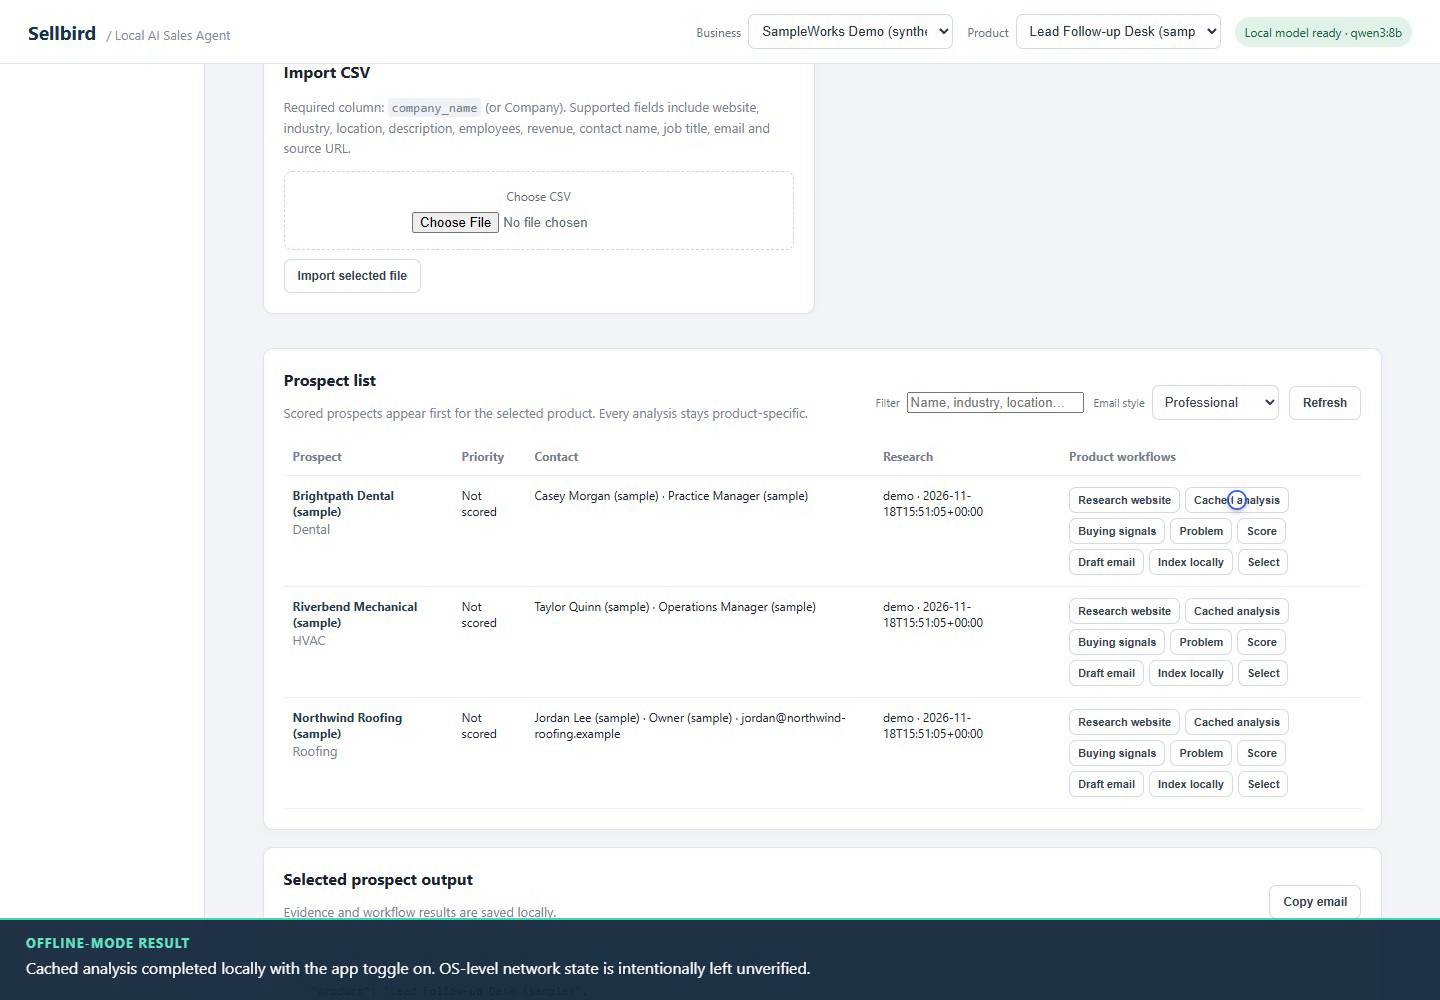 Sellbird / Local AI Sales Agent
Business SampleWorks Demo (synthe Product Lead Follow-up Desk (samp Local model ready · qwen3:8b
Import CSV
Required column: company_name (or Company). Supported fields include website,
industry, location, description, employees, revenue, contact name, job title, email and
source URL.
Choose CSV
Choose File No file chosen
Import selected file
Prospect list
Scored prospects appear first for the selected product. Every analysis stays product-specific.
Filter Name, industry, location... Email style Professional Refresh
Prospect Priority Contact Research Product workflows
Brightpath Dental (sample)
Dental
Not scored
Casey Morgan (sample) · Practice Manager (sample)
demo · 2026-11-
18T15:51:05+00:00
Research website Cached analysis
Buying signals Problem Score
Draft email Index locally Select
Riverbend Mechanical (sample)
HVAC
Not scored
Taylor Quinn (sample) · Operations Manager (sample)
demo · 2026-11-
18T15:51:05+00:00
Research website Cached analysis
Buying signals Problem Score
Draft email Index locally Select
Northwind Roofing (sample)
Roofing
Not scored
Jordan Lee (sample) · Owner (sample) · jordan@northwind-
roofing.example
demo · 2026-11-
18T15:51:05+00:00
Research website Cached analysis
Buying signals Problem Score
Draft email Index locally Select
Selected prospect output
Evidence and workflow results are saved locally.
Copy email
OFFLINE-MODE RESULT
Cached analysis completed locally with the app toggle on. OS-level network state is intentionally left unverified.
"product": "Lead Follow-up Desk (sample)",